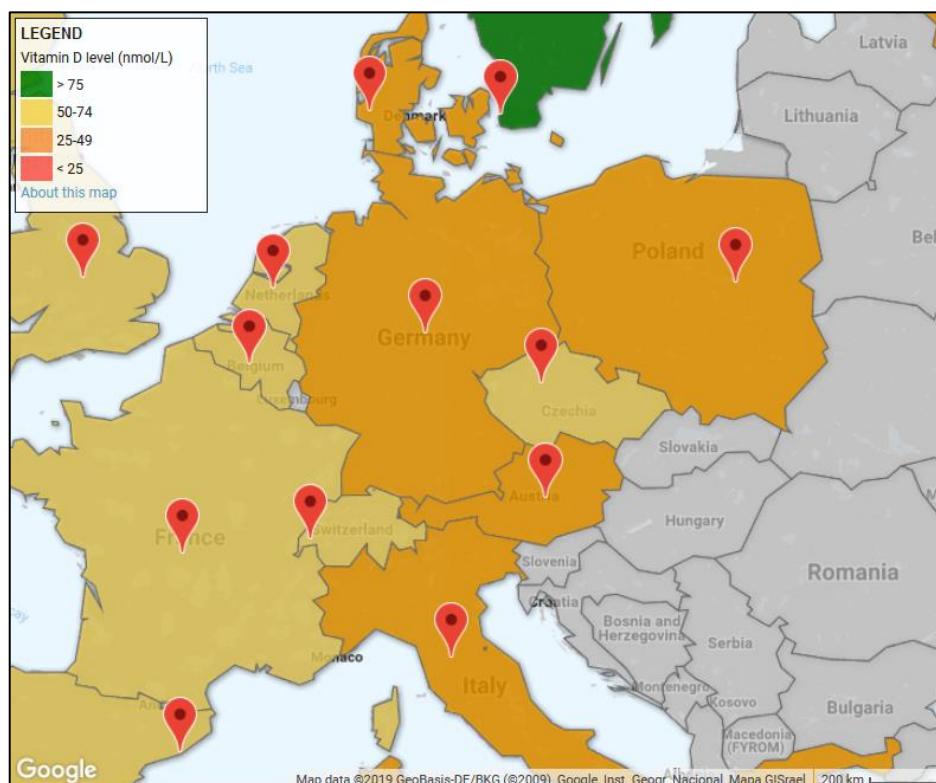 LEGEND
Vitamin D level (nmol/L)
> 75
50-74
25-49
< 25
About this map
North Sea
Latvia
Lithuania
Denmark
Poland
Netherlands
Germany
Belgium
Luxembourg
Czechia
Slovakia
Austria
France
Switzerland
Hungary
Slovenia
Romania
Croatia
Bosnia and
Herzegovina
Serbia
Monaco
Italy
Montenegro
Kosovo
Bulgaria
Macedonia
(FYROM)
Google
Map data ©2019 GeoBasis-DE/BKG (©2009), Google, Inst. Geogr. Nacional, Mapa GISrael
200 km